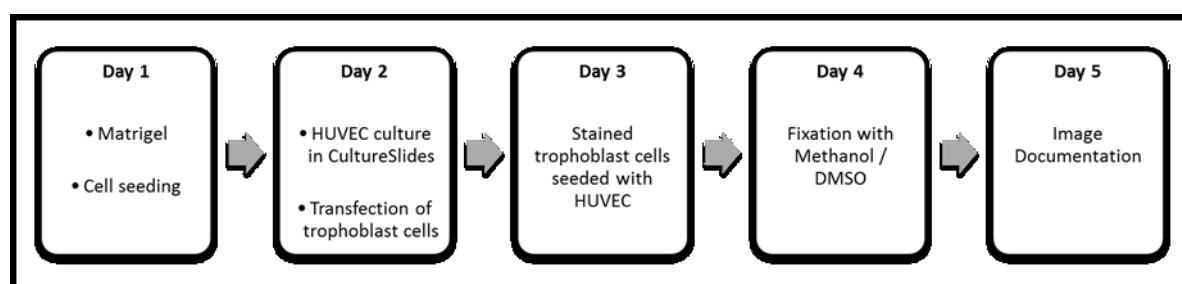 Day 1
• Matrigel
• Cell seeding
Day 2
• HUVEC culture
in CultureSlides
• Transfection of
trophoblast cells
Day 3
Stained
trophoblast cells
seeded with
HUVEC
Day 4
Fixation with
Methanol /
DMSO
Day 5
Image
Documentation